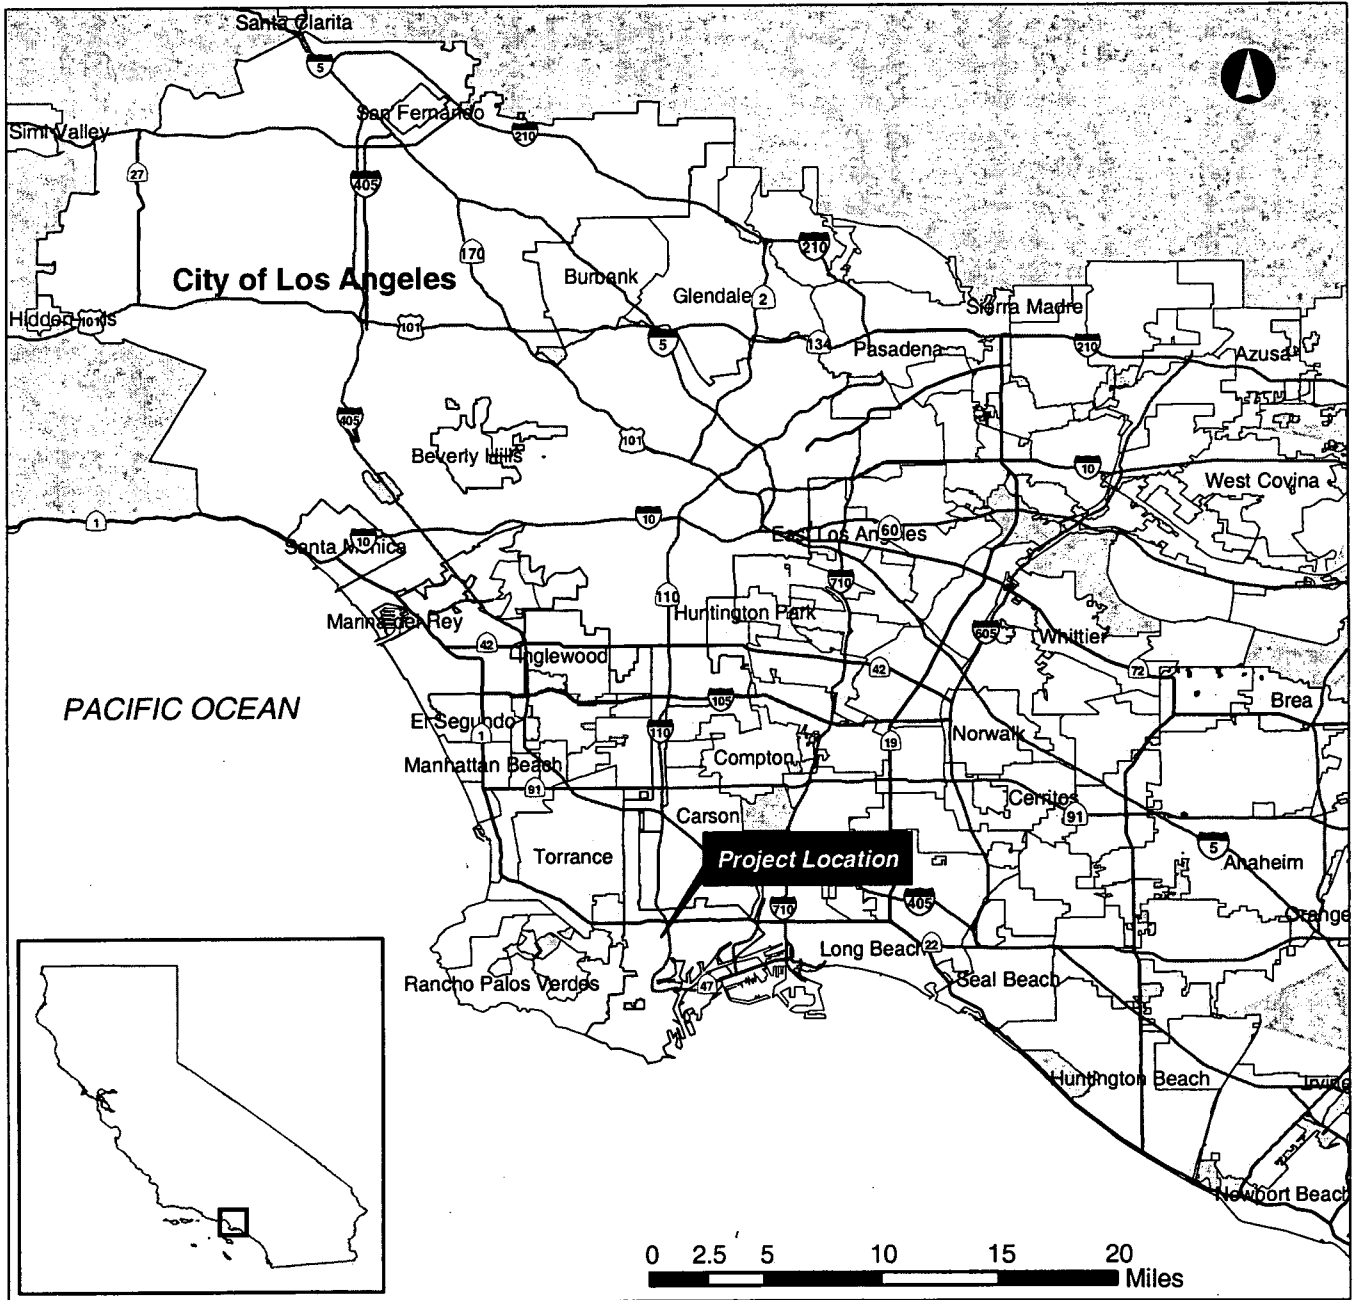 Santa Clarita
5
San Fernando
Simi Valley
210
27
405
170
210
City of Los Angeles
Burbank
Glendale
2
Sierra Madre
Hidden Hills
101
101
5
134
Pasadena
210
Azusa
405
101
Beverly Hills
10
West Covina
1
10
10
Santa Monica
East Los Angeles
60
710
110
Huntington Park
Marina del Rey
605
Whittier
42
Inglewood
42
72
105
Brea
PACIFIC OCEAN
El Segundo
1
110
19
Norwalk
Manhattan Beach
Compton
91
Cerritos
91
Carson
5
Torrance
Project Location
Anaheim
710
405
Orange
Long Beach
22
Rancho Palos Verdes
47
Seal Beach
Huntington Beach
Irvine
Newport Beach
0 2.5 5 10 15 20
Miles